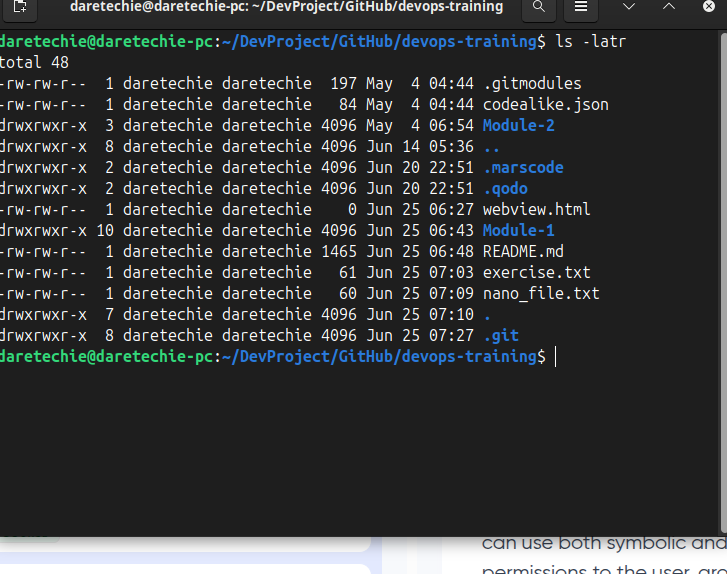 daretechie@daretechie-pc: ~/DevProject/GitHub/devops-training
daretechie@daretechie-pc:~/DevProject/GitHub/devops-training$ ls -latr
total 48
-rw-rw-r--  1 daretechie daretechie  197 May  4 04:44 .gitmodules
-rw-rw-r--  1 daretechie daretechie   84 May  4 04:44 codealike.json
drwxrwxr-x  3 daretechie daretechie 4096 May  4 06:54 Module-2
drwxrwxr-x  8 daretechie daretechie 4096 Jun 14 05:36 ..
drwxrwxr-x  2 daretechie daretechie 4096 Jun 20 22:51 .marscode
drwxrwxr-x  2 daretechie daretechie 4096 Jun 20 22:51 .qodo
-rw-rw-r--  1 daretechie daretechie    0 Jun 25 06:27 webview.html
drwxrwxr-x 10 daretechie daretechie 4096 Jun 25 06:43 Module-1
-rw-rw-r--  1 daretechie daretechie 1465 Jun 25 06:48 README.md
-rw-rw-r--  1 daretechie daretechie   61 Jun 25 07:03 exercise.txt
-rw-rw-r--  1 daretechie daretechie   60 Jun 25 07:09 nano_file.txt
drwxrwxr-x  7 daretechie daretechie 4096 Jun 25 07:10 .
drwxrwxr-x  8 daretechie daretechie 4096 Jun 25 07:27 .git
daretechie@daretechie-pc:~/DevProject/GitHub/devops-training$
can use both symbolic and
permissions to the user,